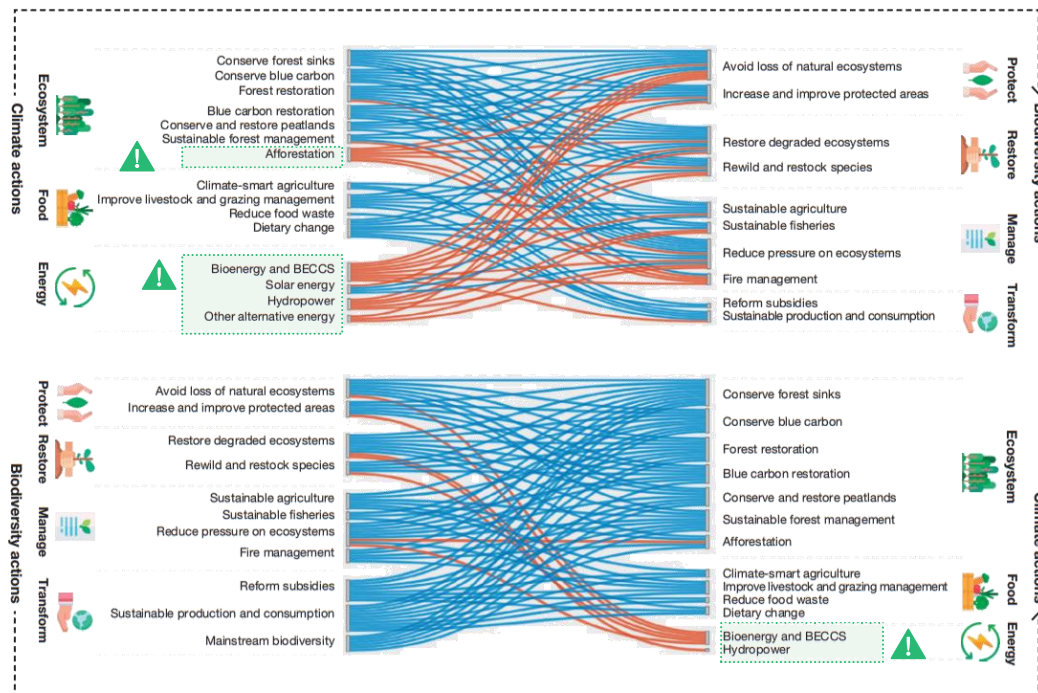 Climate actions
Ecosystem
Conserve forest sinks
Conserve blue carbon
Forest restoration
Blue carbon restoration
Conserve and restore peatlands
Sustainable forest management
Afforestation
Food
Climate-smart agriculture
Improve livestock and grazing management
Reduce food waste
Dietary change
Energy
Bioenergy and BECCS
Solar energy
Hydropower
Other alternative energy
Biodiversity actions
Protect
Avoid loss of natural ecosystems
Increase and improve protected areas
Restore
Restore degraded ecosystems
Rewild and restock species
Manage
Sustainable agriculture
Sustainable fisheries
Reduce pressure on ecosystems
Fire management
Transform
Reform subsidies
Sustainable production and consumption
Biodiversity actions
Protect
Avoid loss of natural ecosystems
Increase and improve protected areas
Restore
Restore degraded ecosystems
Rewild and restock species
Manage
Sustainable agriculture
Sustainable fisheries
Reduce pressure on ecosystems
Fire management
Transform
Reform subsidies
Sustainable production and consumption
Mainstream biodiversity
Climate actions
Ecosystem
Conserve forest sinks
Conserve blue carbon
Forest restoration
Blue carbon restoration
Conserve and restore peatlands
Sustainable forest management
Afforestation
Food
Climate-smart agriculture
Improve livestock and grazing management
Reduce food waste
Dietary change
Energy
Bioenergy and BECCS
Hydropower